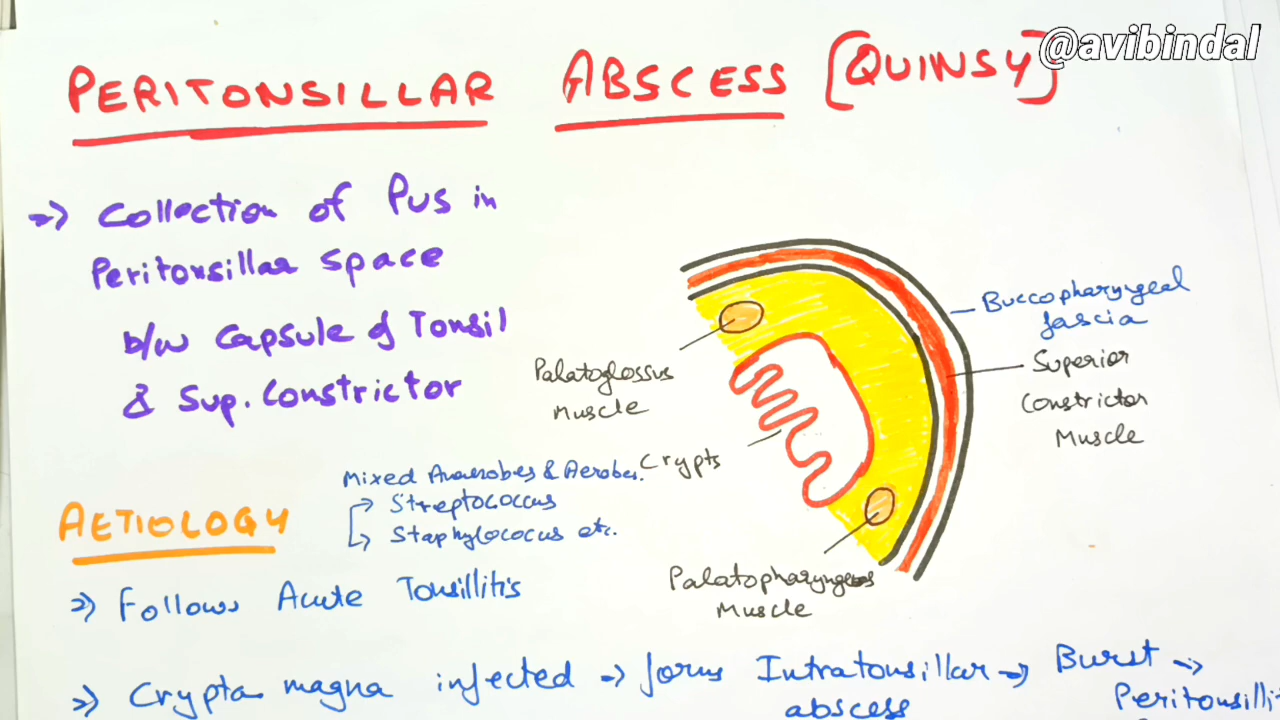 @avibindal
PERITONSILLAR ABSCESS [QUINSY]
=> Collection of Pus in
Peritonsillar space
b/w Capsule of Tonsil
& Sup. Constrictor
Buccopharyngeal
fascia
Superior
Constrictor
Muscle
Palatoglossus
Muscle
Crypts
Palatopharyngeus
Muscle
AETIOLOGY
Mixed Anaerobes & Aerobes.
Streptococcus
Staphylococcus etc.
=> Follows Acute Tonsillitis
=> Crypta magna infected → forms Intratonsillar → Burst →
abscess
Peritonsilli